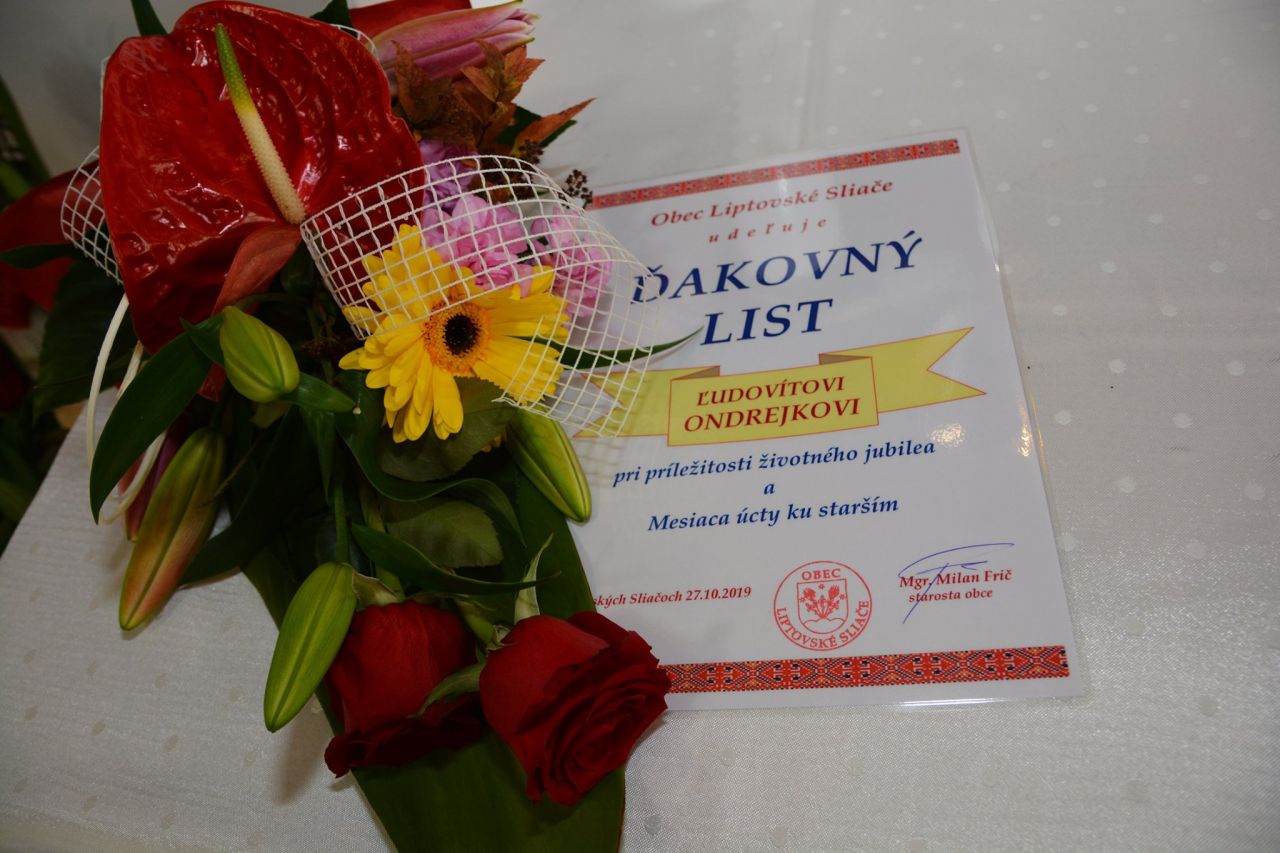 Obec Liptovské Sliače
udeľuje
ĎAKOVNÝ
LIST
ĽUDOVÍTOVI
ONDREJKOVI
pri príležitosti životného jubilea
a
Mesiaca úcty ku starším
Sliačoch 27.10.2019
OBEC
LIPTOVSKÉ SLIAČE
Mgr. Milan Frič
starosta obce